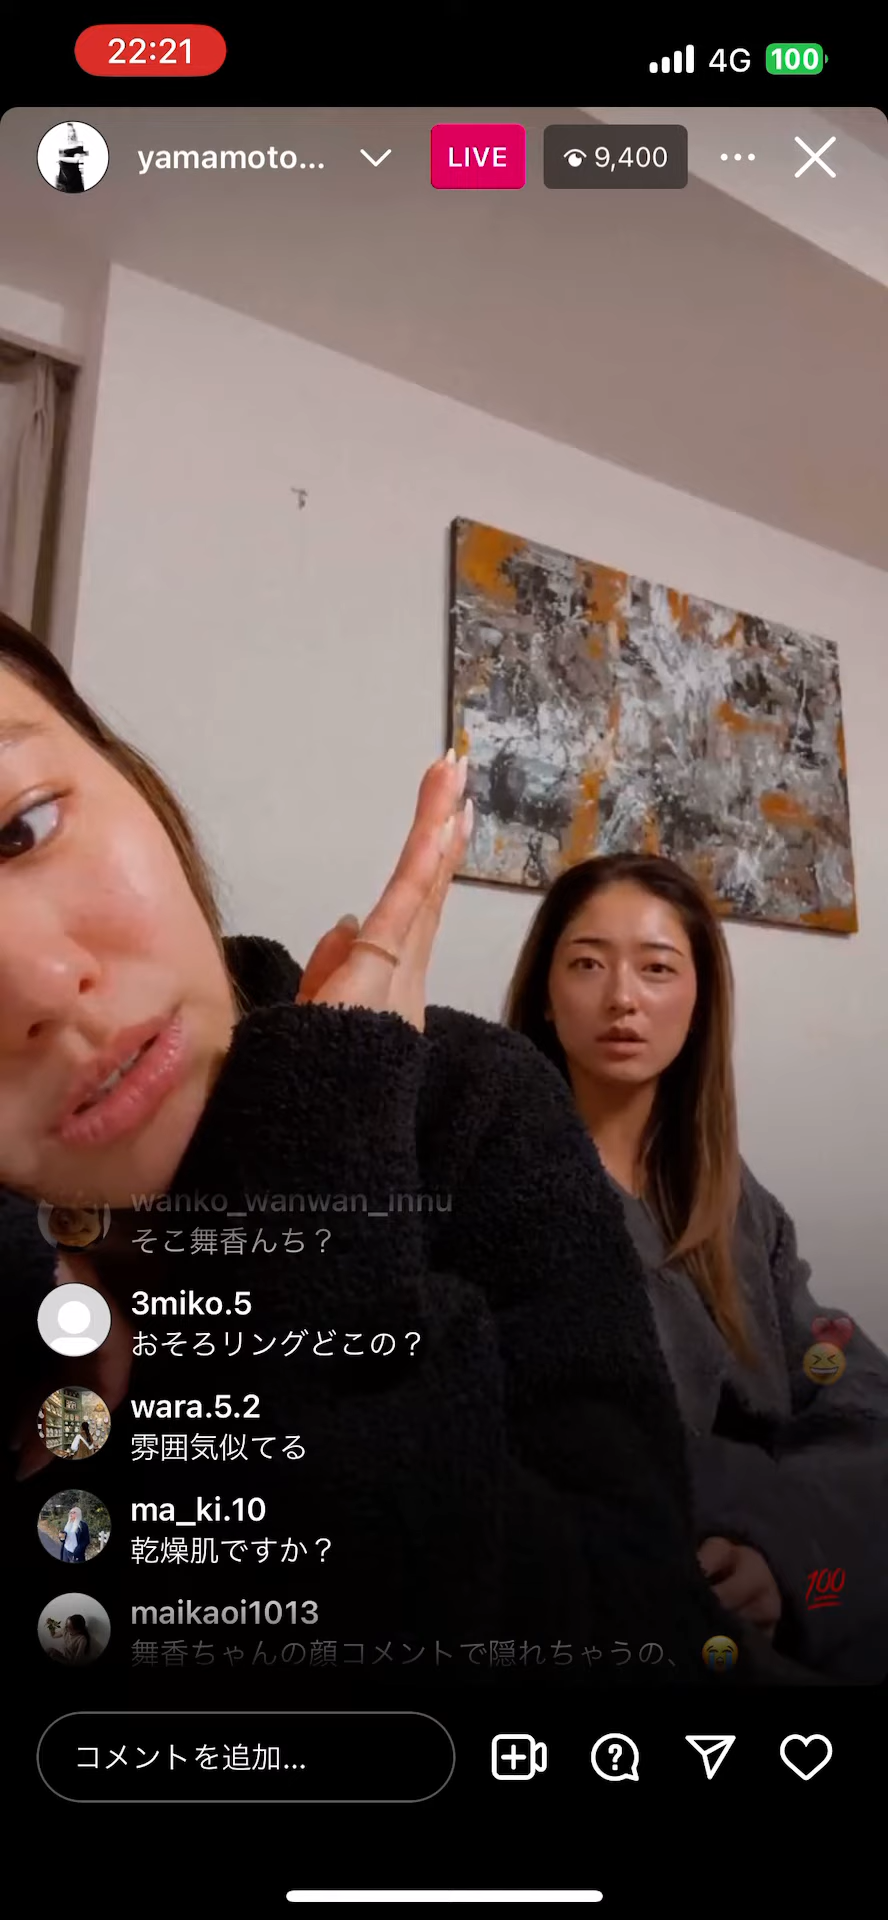 22:21
4G
100
yamamoto...
LIVE
9,400
wanko_wanwan_innu
そこ舞香んち？
3miko.5
おそろリングどこの？
wara.5.2
雰囲気似てる
ma_ki.10
乾燥肌ですか？
maikaoi1013
舞香ちゃんの顔コメントで隠れちゃうの、😭
コメントを追加...